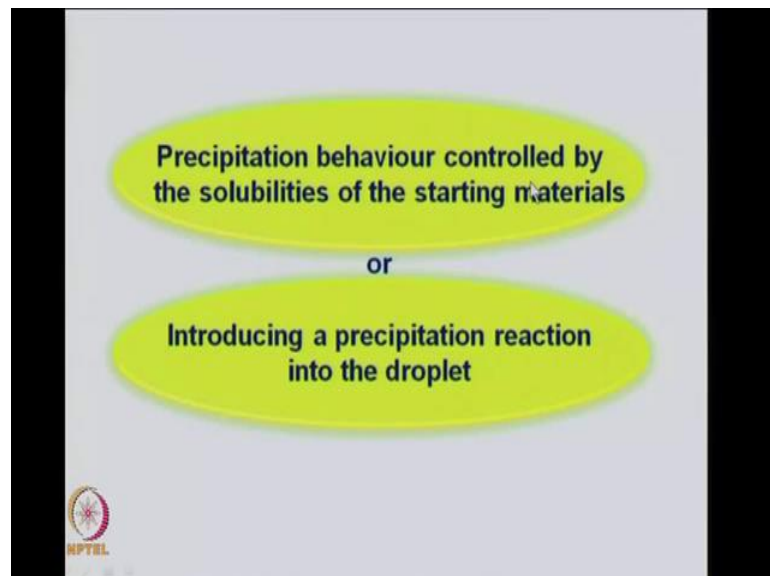 Precipitation behaviour controlled by
the solubilities of the starting materials
or
Introducing a precipitation reaction
into the droplet
NPTEL